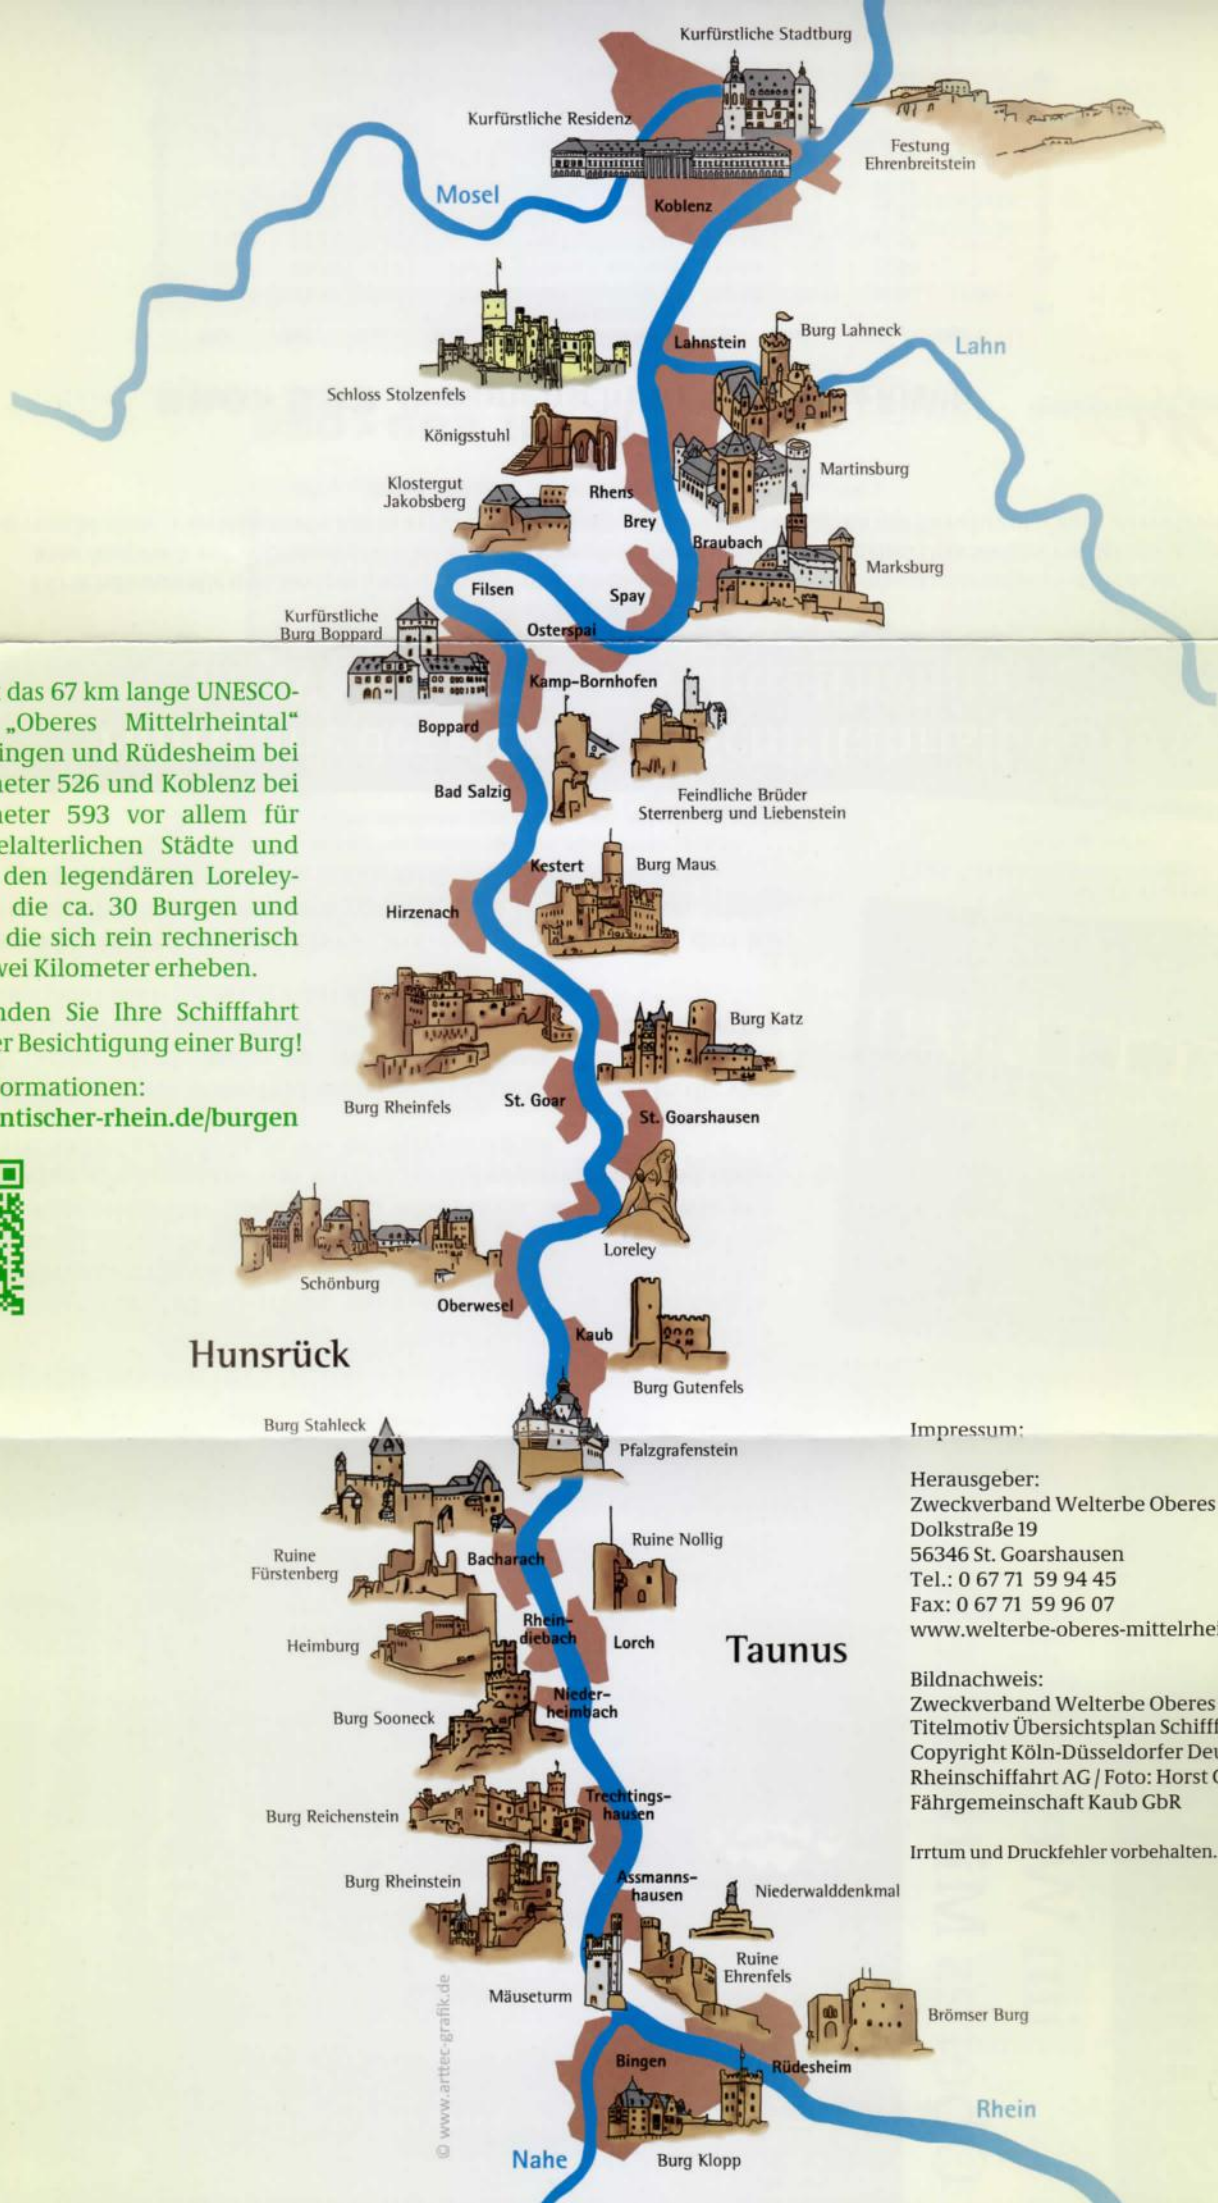 Kurfürstliche Stadtburg
Kurfürstliche Residenz
Festung
Ehrenbreitstein
Mosel
Koblenz
Lahnstein
Burg Lahneck
Lahn
Schloss Stolzenfels
Königsstuhl
Martinsburg
Klostergut
Jakobsberg
Rhens
Brey
Braubach
Marksburg
Filsen
Spay
Kurfürstliche
Burg Boppard
Osterspai
Kamp-Bornhofen
Boppard
Bad Salzig
Feindliche Brüder
Sterrenberg und Liebenstein
das 67 km lange UNESCO-
„Oberes Mittelrheintal“
ingen und Rüdesheim bei
eter 526 und Koblenz bei
neter 593 vor allem für
elalterlichen Städte und
den legendären Loreley-
die ca. 30 Burgen und
die sich rein rechnerisch
wei Kilometer erheben.
nden Sie Ihre Schifffahrt
er Besichtigung einer Burg!
formationen:
ntischer-rhein.de/burgen
Kestert
Burg Maus
Hirzenach
Burg Katz
Burg Rheinfels
St. Goar
St. Goarshausen
Loreley
Schönburg
Oberwesel
Kaub
Hunsrück
Burg Gutenfels
Burg Stahleck
Pfalzgrafenstein
Ruine Nollig
Ruine
Fürstenberg
Bacharach
Rhein-
diebach
Heimburg
Lorch
Taunus
Nieder-
heimbach
Burg Sooneck
Trechtings-
hausen
Burg Reichenstein
Burg Rheinstein
Assmanns-
hausen
Niederwalddenkmal
Ruine
Ehrenfels
Mäuseturm
Brömser Burg
Bingen
Rüdesheim
Rhein
Nahe
Burg Klopp
© www.arttec-grafik.de
Impressum:
Herausgeber:
Zweckverband Welterbe Oberes
Dolkstraße 19
56346 St. Goarshausen
Tel.: 0 67 71 59 94 45
Fax: 0 67 71 59 96 07
www.welterbe-oberes-mittelrhe
Bildnachweis:
Zweckverband Welterbe Oberes
Titelmotiv Übersichtsplan Schifff
Copyright Köln-Düsseldorfer Deu
Rheinschiffahrt AG / Foto: Horst
Fährgemeinschaft Kaub GbR
Irrtum und Druckfehler vorbehalten.